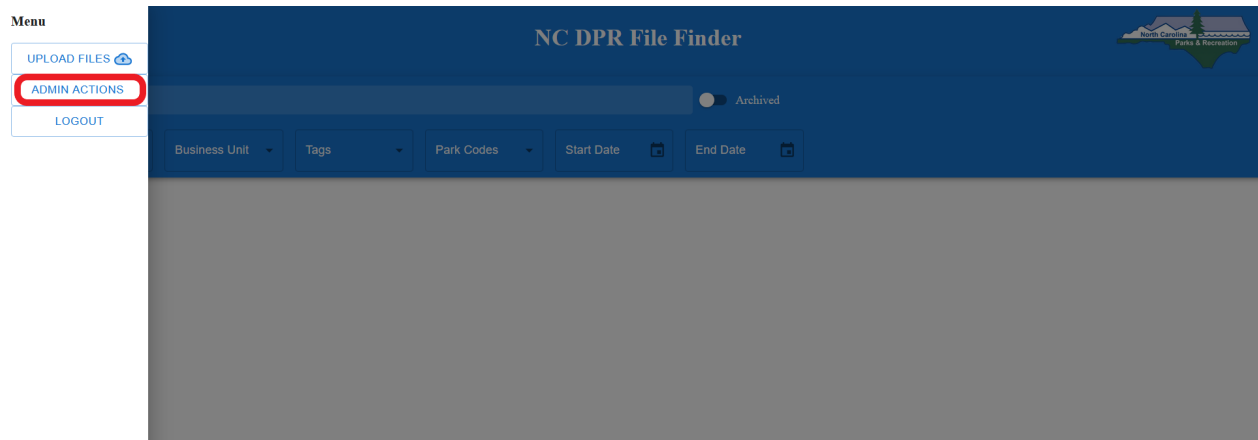 Menu
UPLOAD FILES
ADMIN ACTIONS
LOGOUT
NC DPR File Finder
North Carolina
Parks & Recreation
Archived
Business Unit
Tags
Park Codes
Start Date
End Date